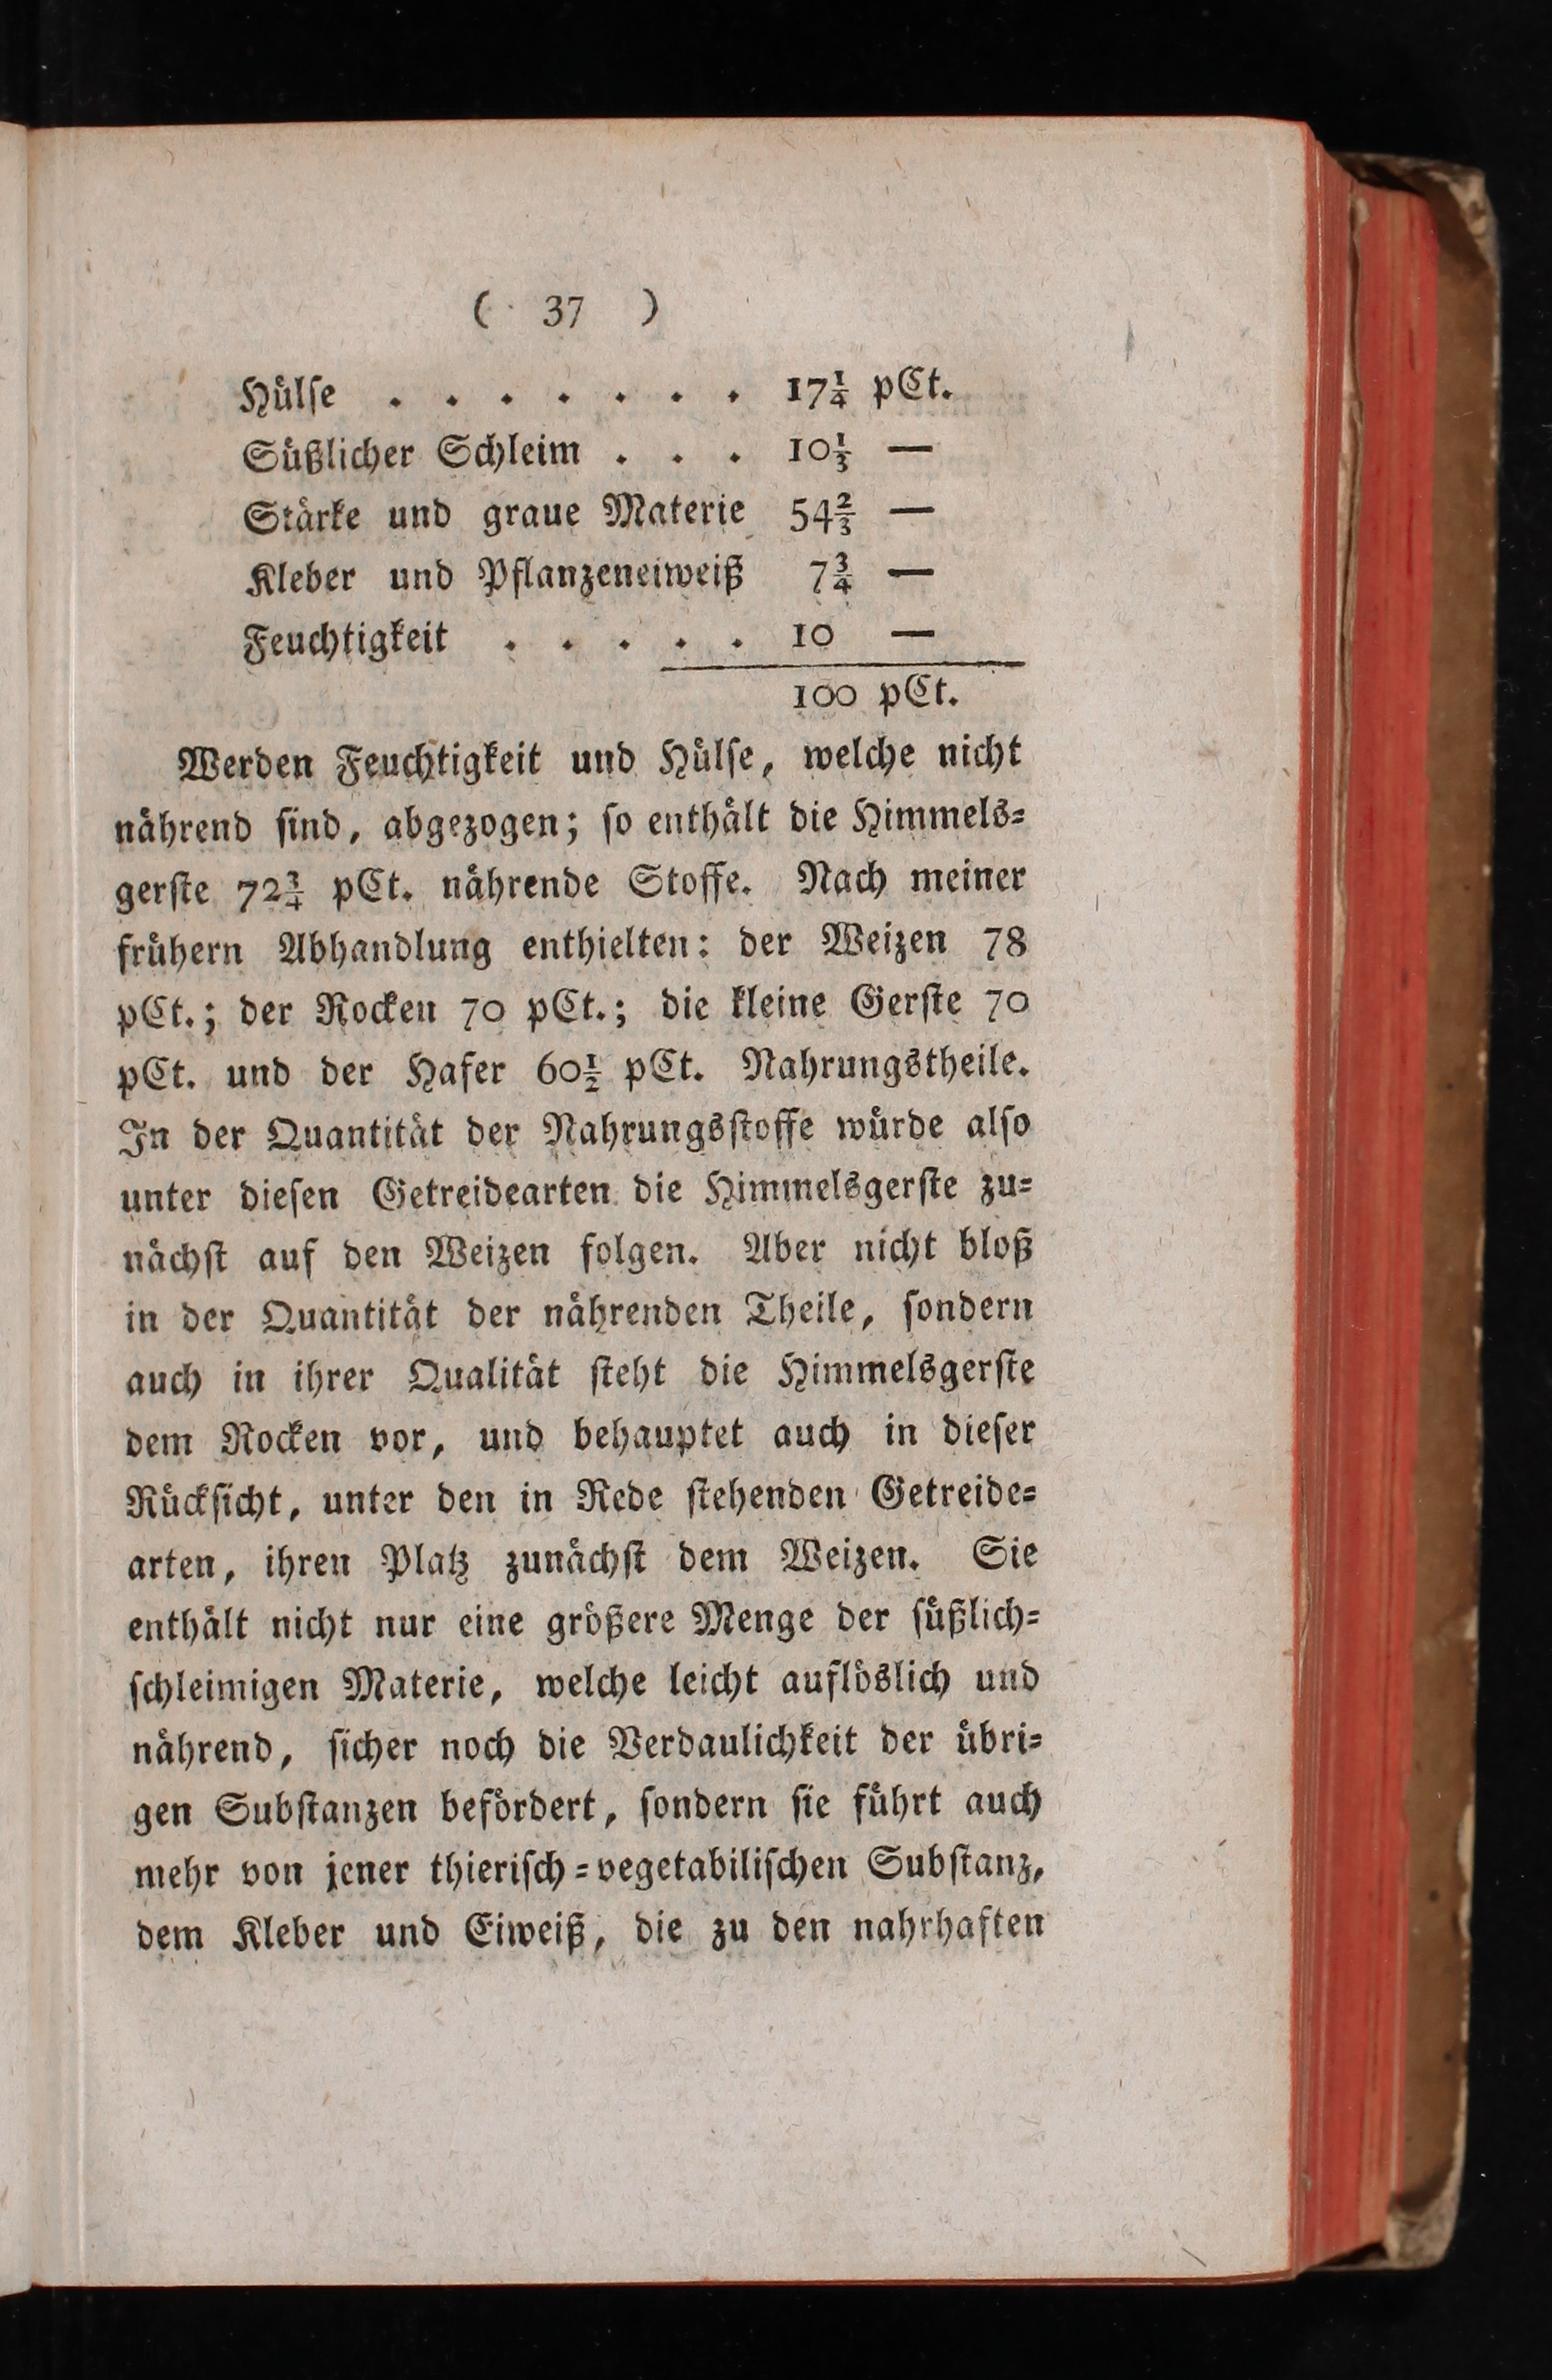 ( 37 )
Hülse . . . . . . . 17¼ pCt.
Süßlicher Schleim . . . 10⅓ —
Stärke und graue Materie 54⅔ —
Kleber und Pflanzeneiweiß 7¾ —
Feuchtigkeit . . . . . 10 —
100 pCt.
Werden Feuchtigkeit und Hülse, welche nicht
nährend sind, abgezogen; so enthält die Himmels-
gerste 72¾ pCt. nährende Stoffe. Nach meiner
frühern Abhandlung enthielten: der Weizen 78
pCt.; der Rocken 70 pCt.; die kleine Gerste 70
pCt. und der Hafer 60½ pCt. Nahrungstheile.
In der Quantität der Nahrungsstoffe würde also
unter diesen Getreidearten die Himmelsgerste zu-
nächst auf den Weizen folgen. Aber nicht bloß
in der Quantität der nährenden Theile, sondern
auch in ihrer Qualität steht die Himmelsgerste
dem Rocken vor, und behauptet auch in dieser
Rücksicht, unter den in Rede stehenden Getreide-
arten, ihren Platz zunächst dem Weizen. Sie
enthält nicht nur eine größere Menge der süßlich-
schleimigen Materie, welche leicht auflöslich und
nährend, sicher noch die Verdaulichkeit der übri-
gen Substanzen befördert, sondern sie führt auch
mehr von jener thierisch-vegetabilischen Substanz,
dem Kleber und Eiweiß, die zu den nahrhaften